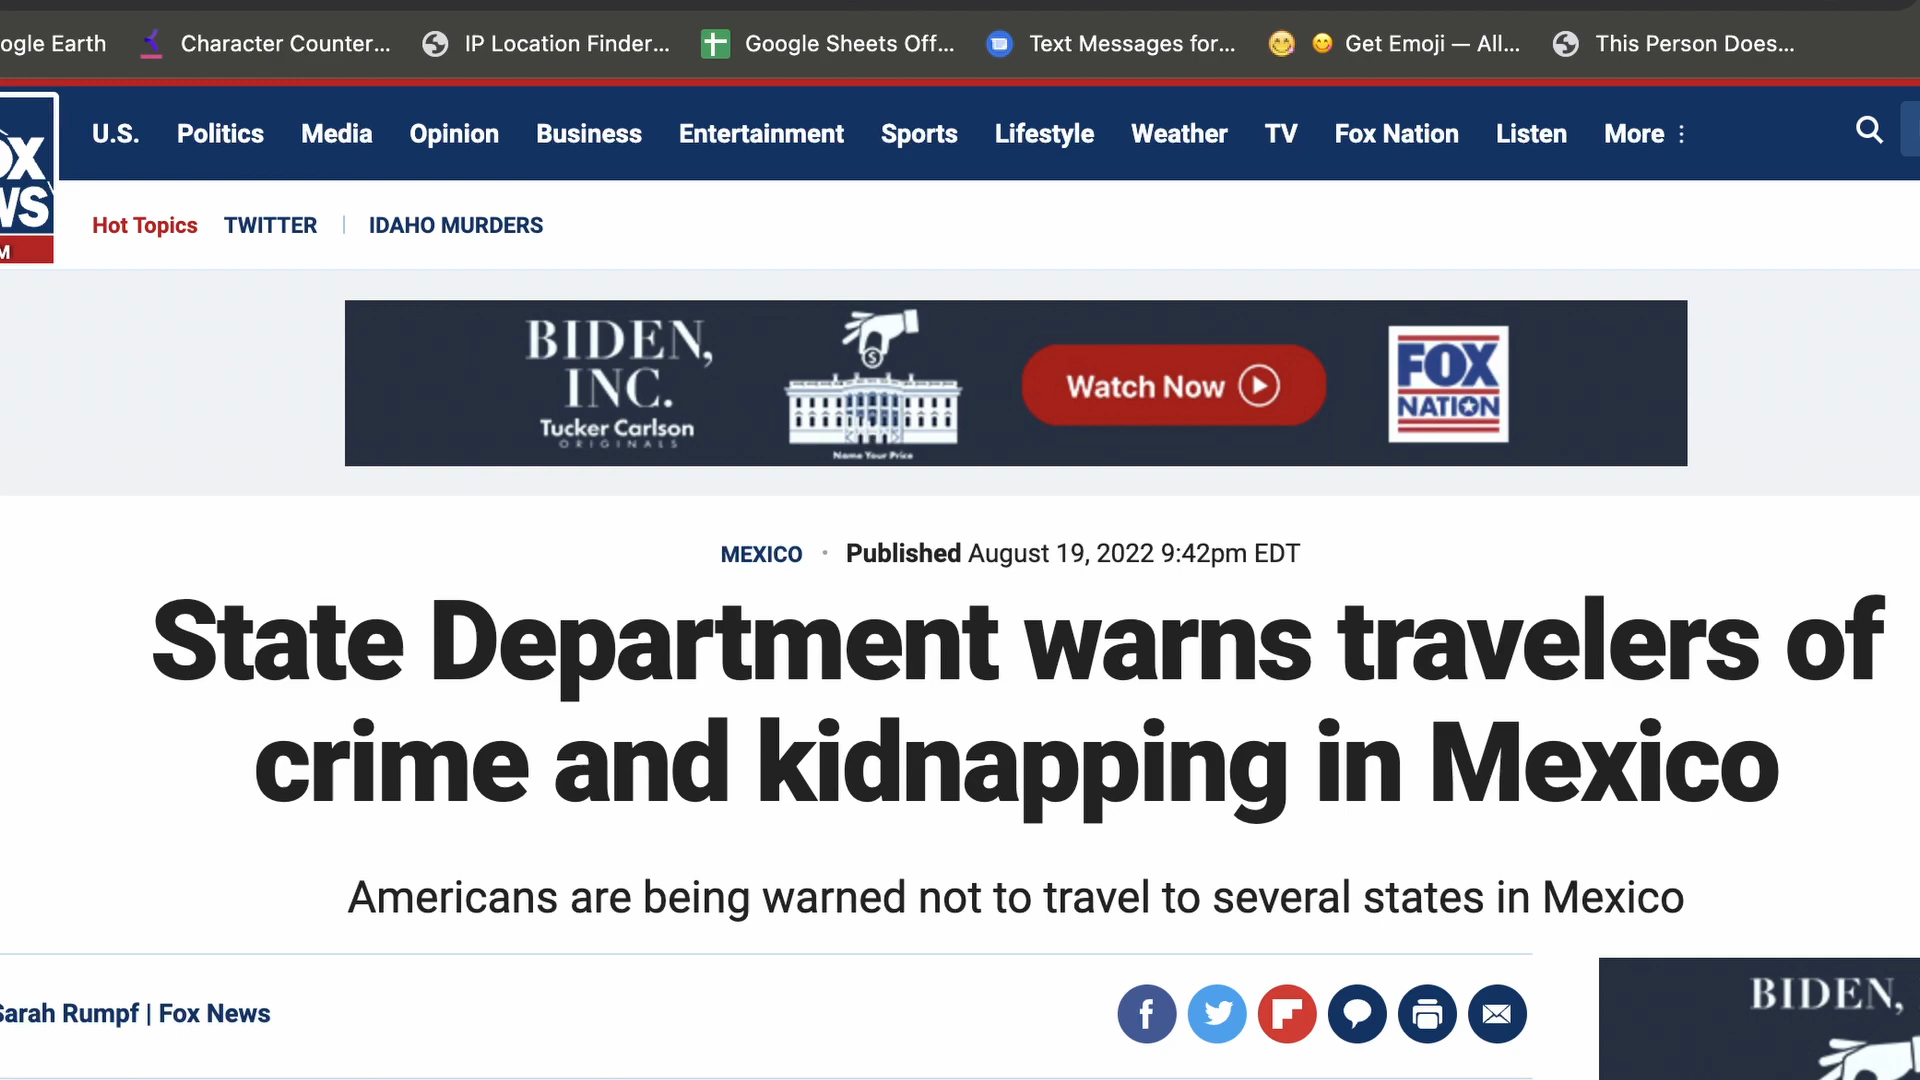 ogle Earth Character Counter... IP Location Finder... Google Sheets Off... Text Messages for... Get Emoji — All... This Person Does...
U.S. Politics Media Opinion Business Entertainment Sports Lifestyle Weather TV Fox Nation Listen More
OX
WS
M
Hot Topics TWITTER | IDAHO MURDERS
BIDEN,
INC.
Tucker Carlson
ORIGINALS
Name Your Price
Watch Now
FOX
NATION
MEXICO · Published August 19, 2022 9:42pm EDT
State Department warns travelers of
crime and kidnapping in Mexico
Americans are being warned not to travel to several states in Mexico
Sarah Rumpf | Fox News
BIDEN,